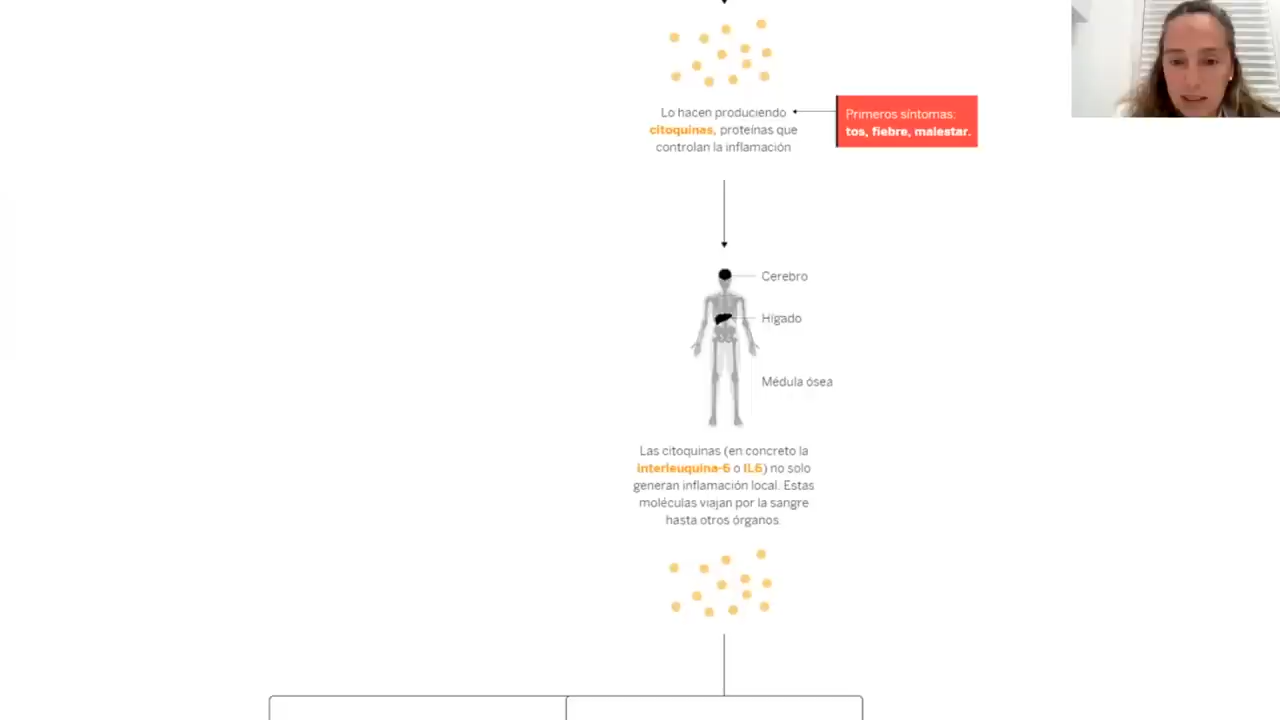 Lo hacen produciendo
citoquinas, proteínas que
controlan la inflamación
Primeros síntomas:
tos, fiebre, malestar.
Cerebro
Hígado
Médula ósea
Las citoquinas (en concreto la
interleuquina-6 o IL6) no solo
generan inflamación local. Estas
moléculas viajan por la sangre
hasta otros órganos.